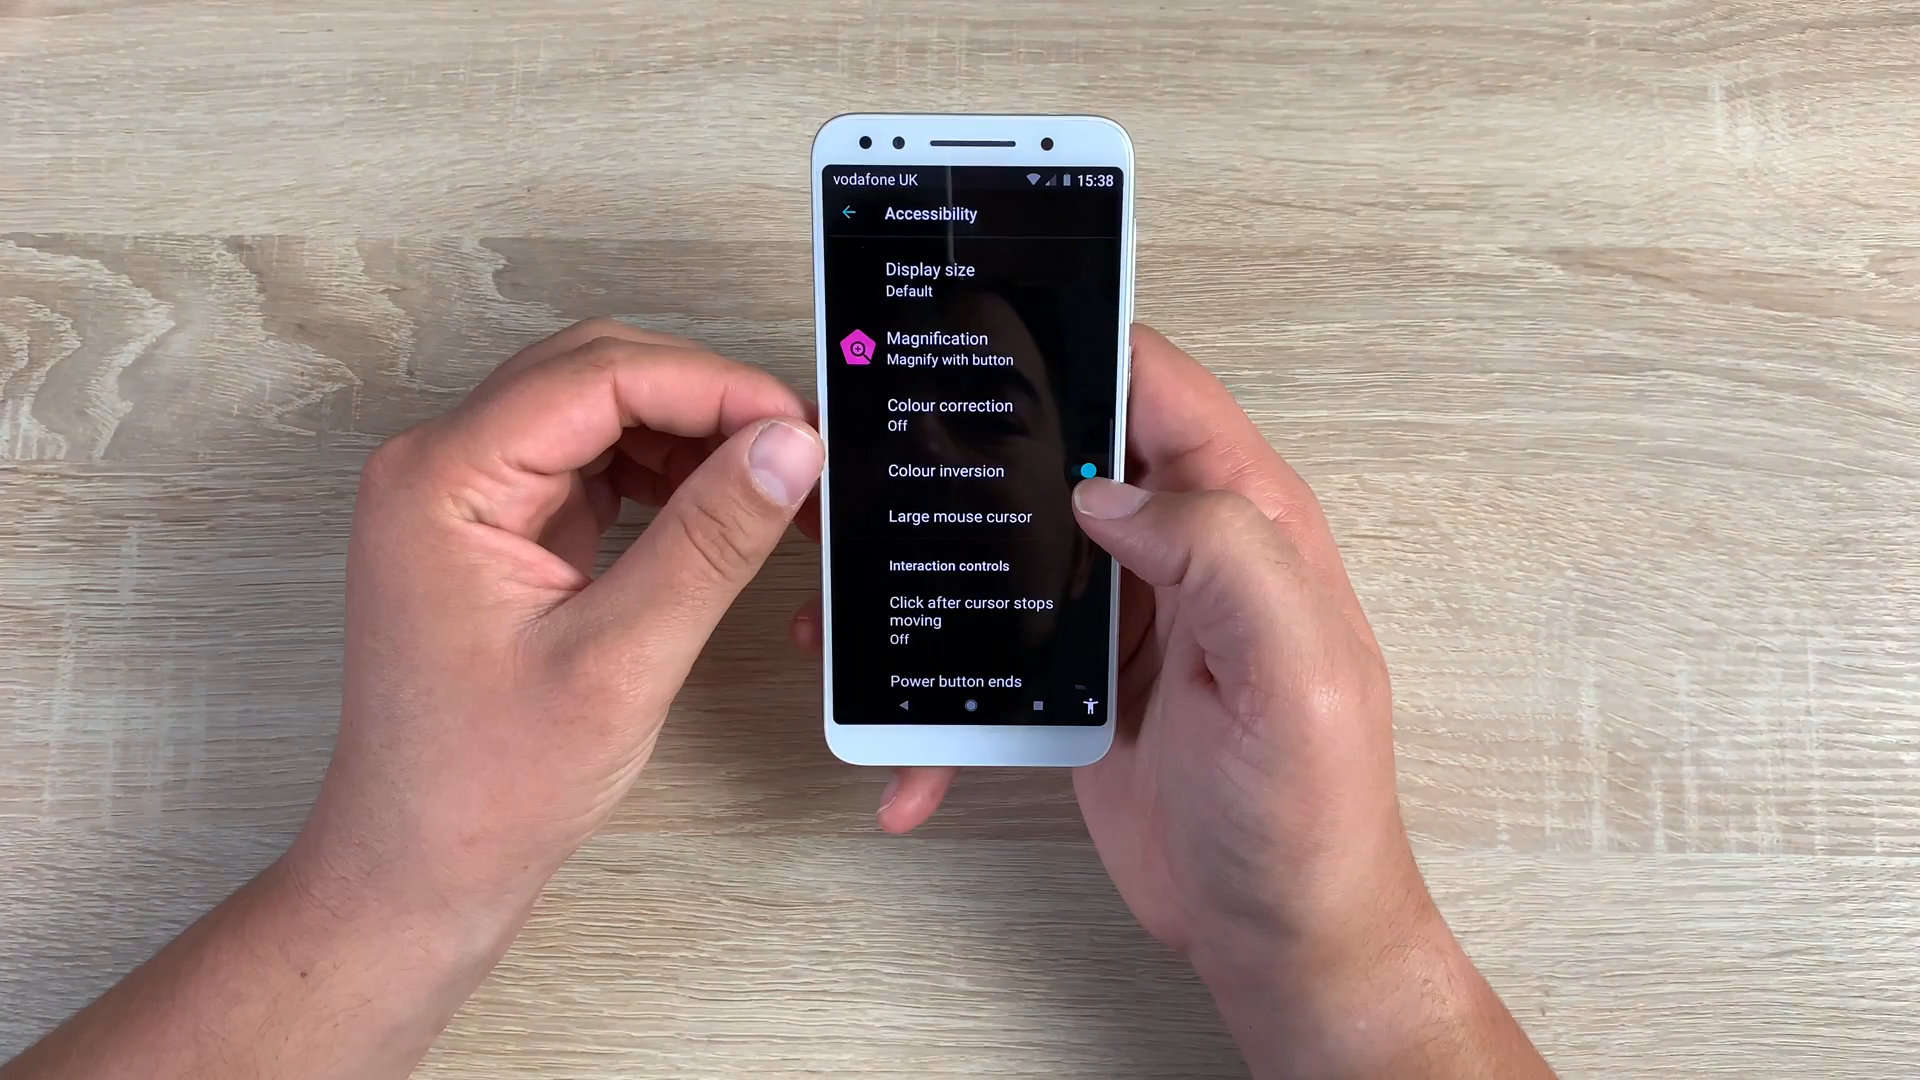 vodafone UK 15:38
Accessibility
Display size
Default
Magnification
Magnify with button
Colour correction
Off
Colour inversion
Large mouse cursor
Interaction controls
Click after cursor stops
moving
Off
Power button ends